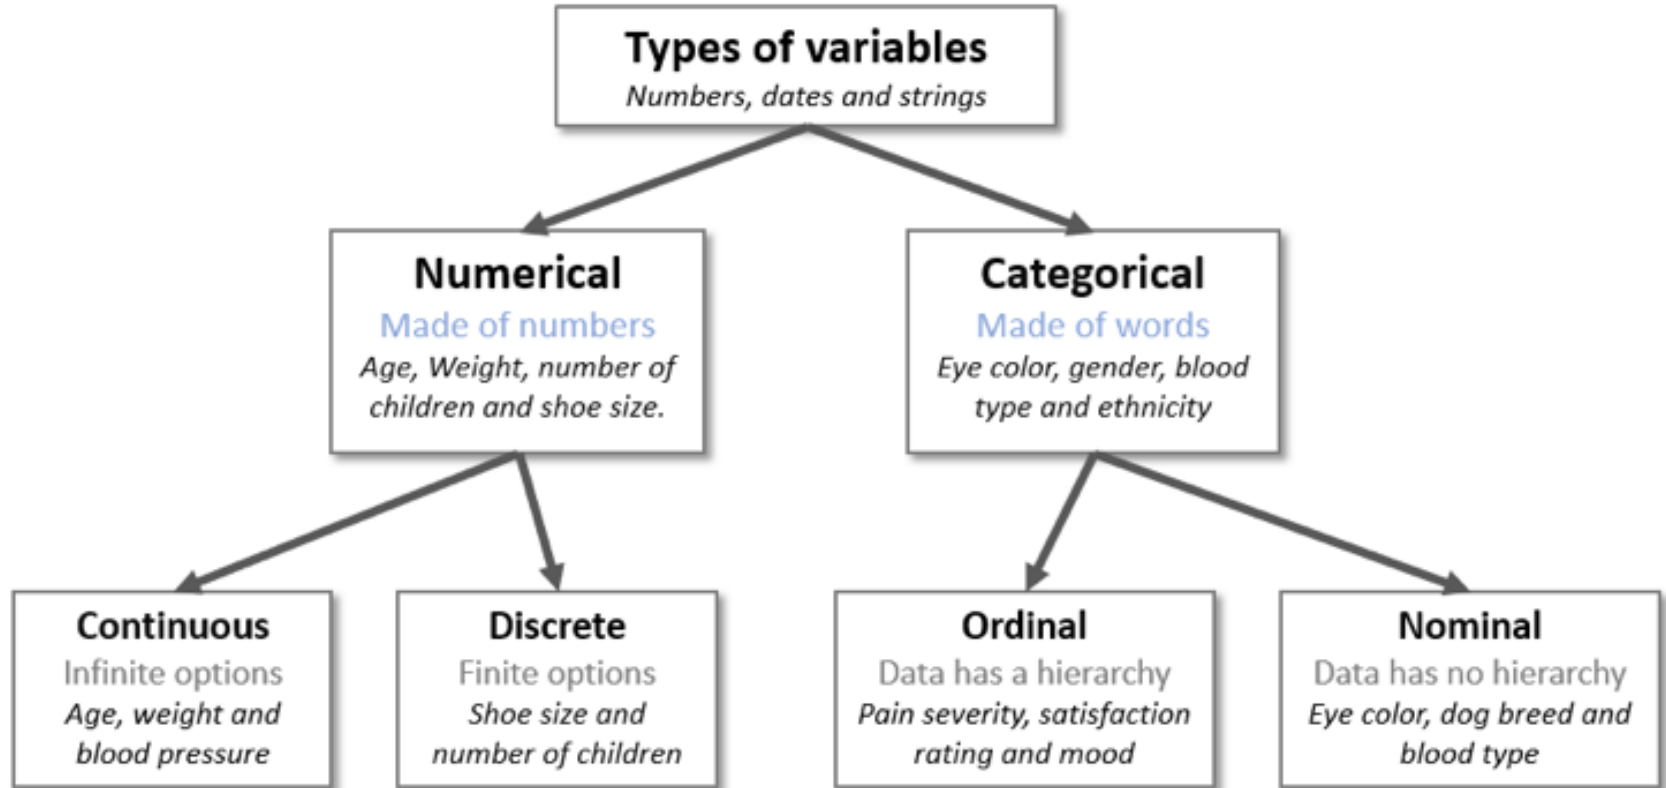 Types of variables
Numbers, dates and strings
Numerical
Made of numbers
Age, Weight, number of
children and shoe size.
Categorical
Made of words
Eye color, gender, blood
type and ethnicity
Continuous
Infinite options
Age, weight and
blood pressure
Discrete
Finite options
Shoe size and
number of children
Ordinal
Data has a hierarchy
Pain severity, satisfaction
rating and mood
Nominal
Data has no hierarchy
Eye color, dog breed and
blood type